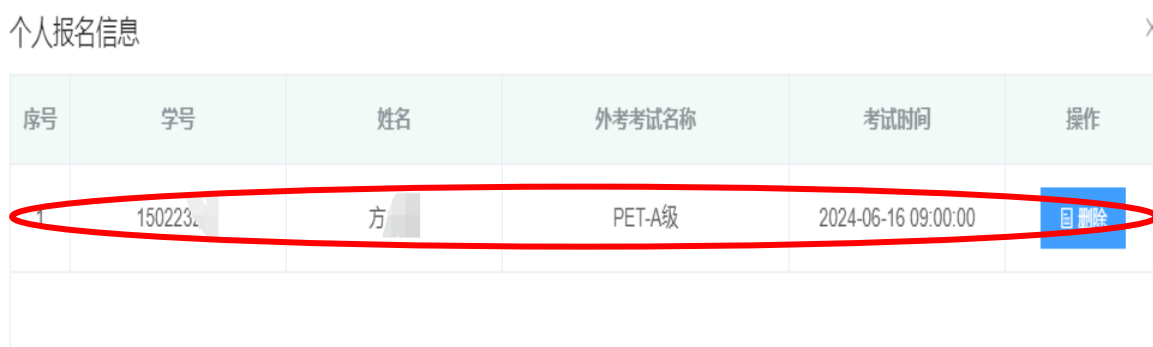 个人报名信息
序号 学号 姓名 外考考试名称 考试时间 操作
1 150223 方 PET-A级 2024-06-16 09:00:00 删除